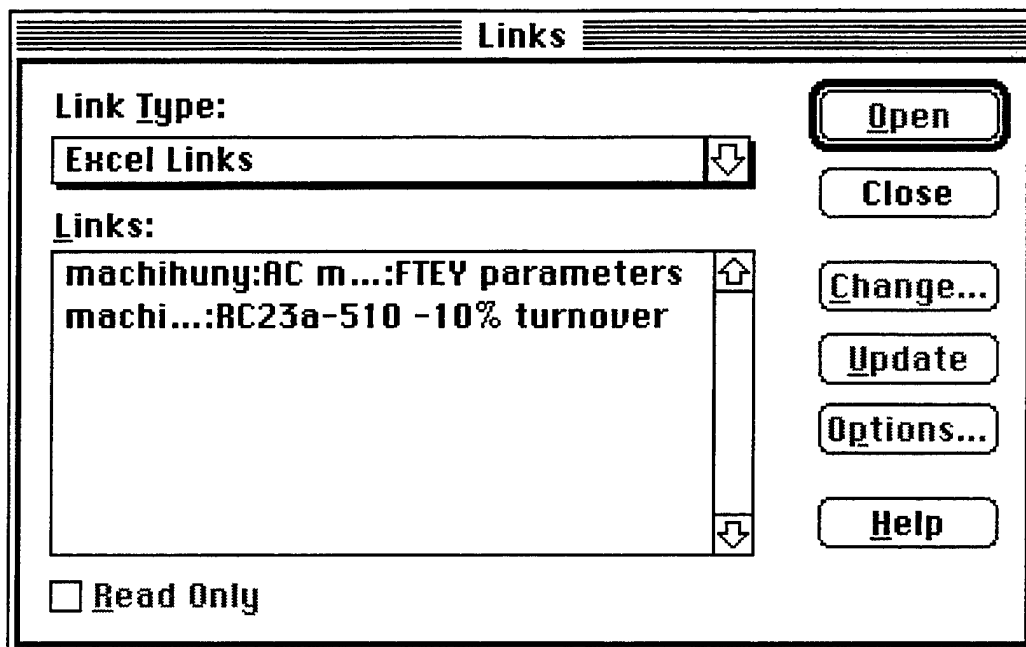 Links
Link Type:
Excel Links
Links:
machihuny:AC m...:FTEY parameters
machi...:RC23a-510 -10% turnover
Read Only
Open
Close
Change...
Update
Options...
Help